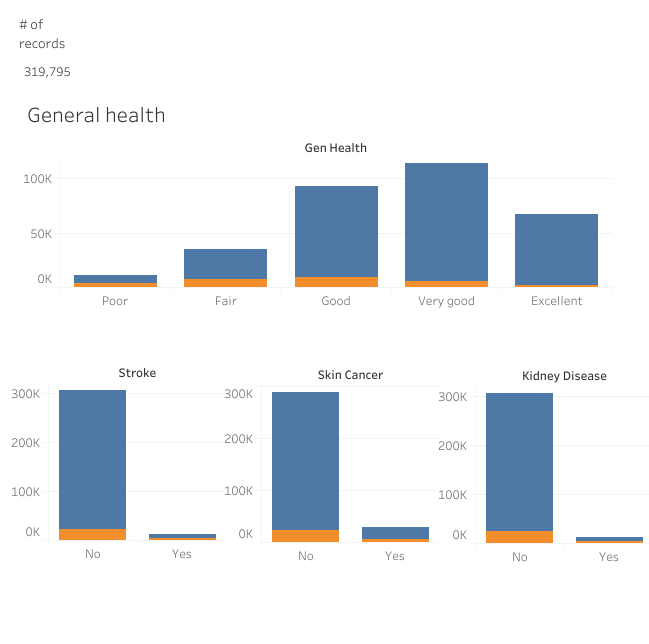 # of
records
319,795
General health
Gen Health
100K
50K
0K
Poor Fair Good Very good Excellent
Stroke
300K
200K
100K
0K
No Yes
Skin Cancer
300K
200K
100K
0K
No Yes
Kidney Disease
300K
200K
100K
0K
No Yes